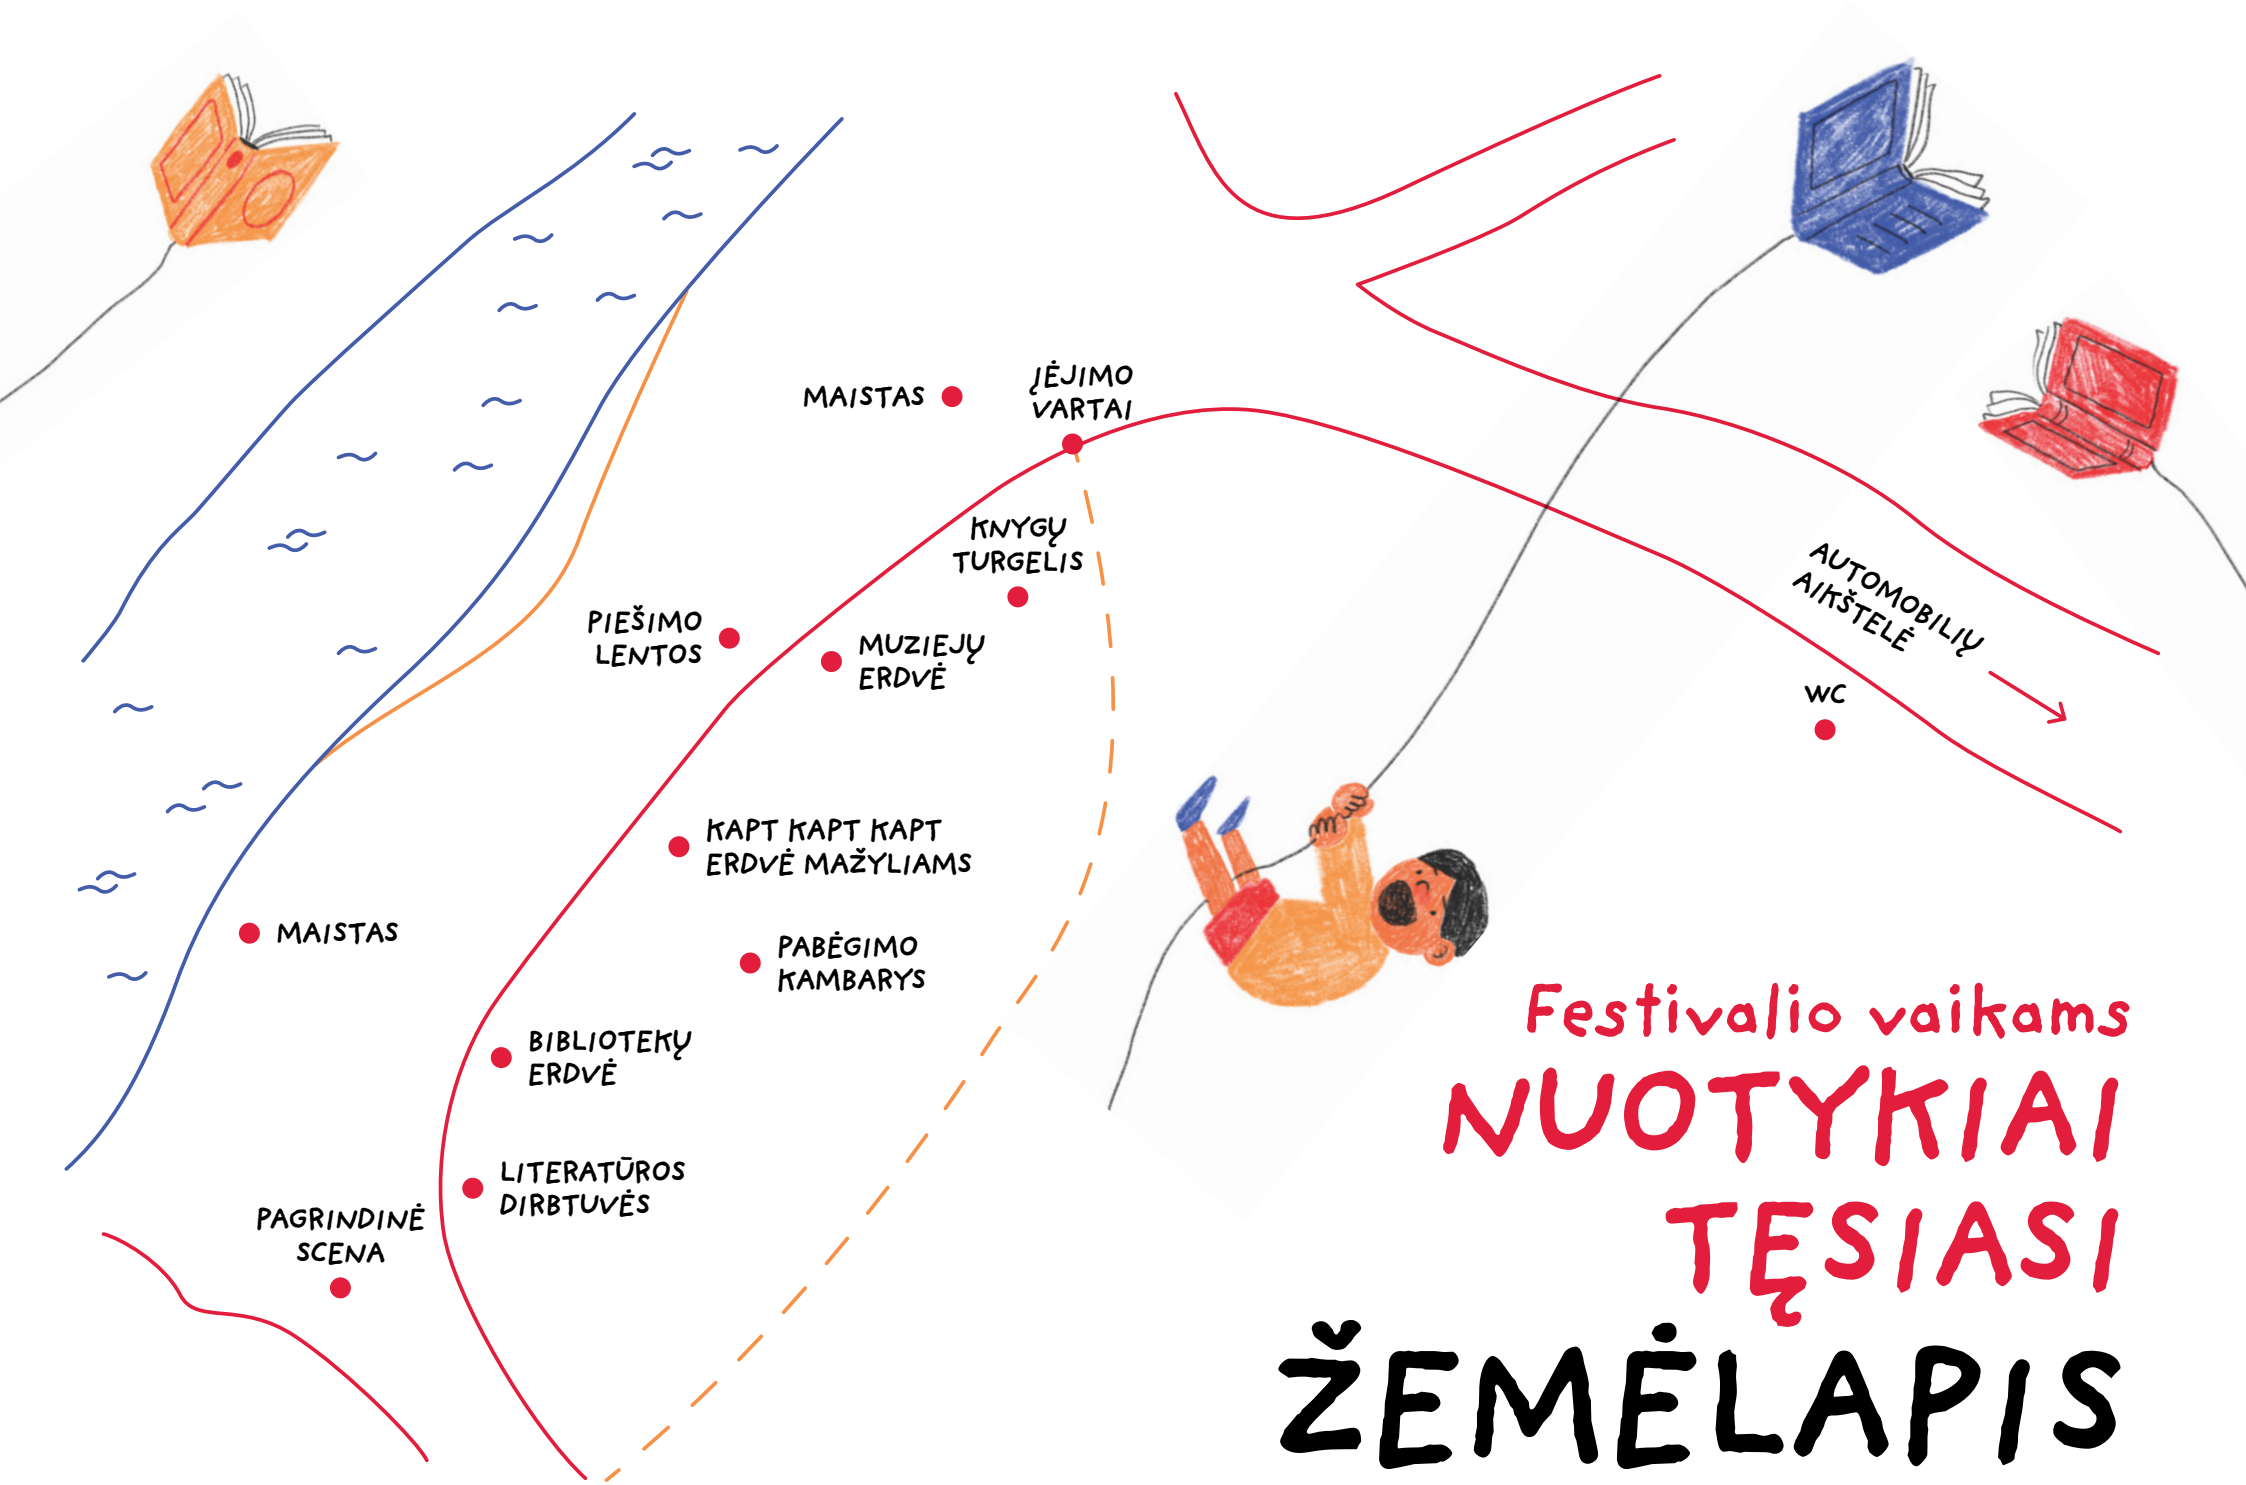 MAISTAS
ĮĖJIMO
VARTAI
KNYGŲ
TURGELIS
PIEŠIMO
LENTOS
MUZIEJŲ
ERDVĖ
AUTOMOBILIŲ
AIKŠTELĖ
WC
KAPT KAPT KAPT
ERDVĖ MAŽYLIAMS
MAISTAS
PABĖGIMO
KAMBARYS
BIBLIOTEKŲ
ERDVĖ
LITERATŪROS
DIRBTUVĖS
PAGRINDINĖ
SCENA
Festivalio vaikams
NUOTYKIAI
TĘSIASI
ŽEMĖLAPIS